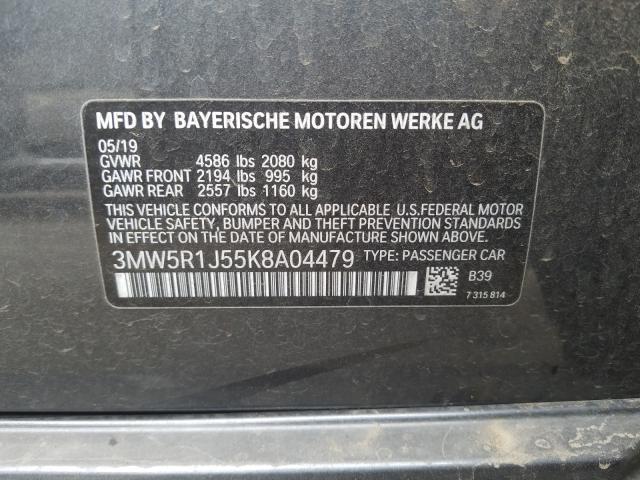 MFD BY BAYERISCHE MOTOREN WERKE AG
05/19
GVWR 4586 lbs 2080 kg
GAWR FRONT 2194 lbs 995 kg
GAWR REAR 2557 lbs 1160 kg
THIS VEHICLE CONFORMS TO ALL APPLICABLE U.S.FEDERAL MOTOR
VEHICLE SAFETY, BUMPER, AND THEFT PREVENTION STANDARDS
IN EFFECT ON THE DATE OF MANUFACTURE SHOWN ABOVE.
3MW5R1J55K8A04479 TYPE: PASSENGER CAR
B39
7 315 814